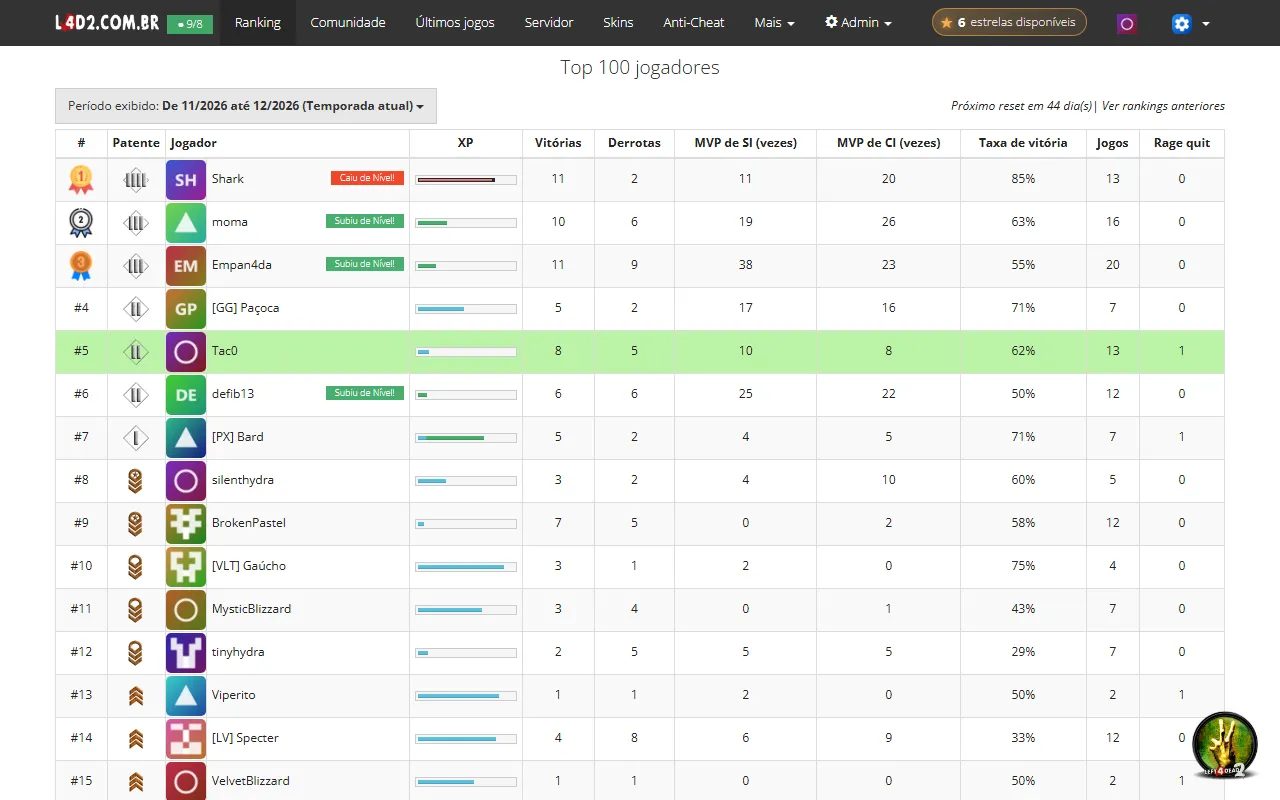 L4D2.COM.BR 9/8 Ranking Comunidade Últimos jogos Servidor Skins Anti-Cheat Mais Admin 6 estrelas disponíveis
Top 100 jogadores
Período exibido: De 11/2026 até 12/2026 (Temporada atual)
Próximo reset em 44 dia(s)| Ver rankings anteriores
# Patente Jogador XP Vitórias Derrotas MVP de SI (vezes) MVP de CI (vezes) Taxa de vitória Jogos Rage quit
1 SH Shark Caiu de Nível! 11 2 11 20 85% 13 0
2 moma Subiu de Nível! 10 6 19 26 63% 16 0
3 EM Empan4da Subiu de Nível! 11 9 38 23 55% 20 0
#4 GP [GG] Paçoca 5 2 17 16 71% 7 0
#5 Tac0 8 5 10 8 62% 13 1
#6 DE defib13 Subiu de Nível! 6 6 25 22 50% 12 0
#7 [PX] Bard 5 2 4 5 71% 7 1
#8 silenthydra 3 2 4 10 60% 5 0
#9 BrokenPastel 7 5 0 2 58% 12 0
#10 [VLT] Gaúcho 3 1 2 0 75% 4 0
#11 MysticBlizzard 3 4 0 1 43% 7 0
#12 tinyhydra 2 5 5 5 29% 7 0
#13 Viperito 1 1 2 0 50% 2 1
#14 [LV] Specter 4 8 6 9 33% 12 0
#15 VelvetBlizzard 1 1 0 0 50% 2 1
LEFT 4 DEAD 2